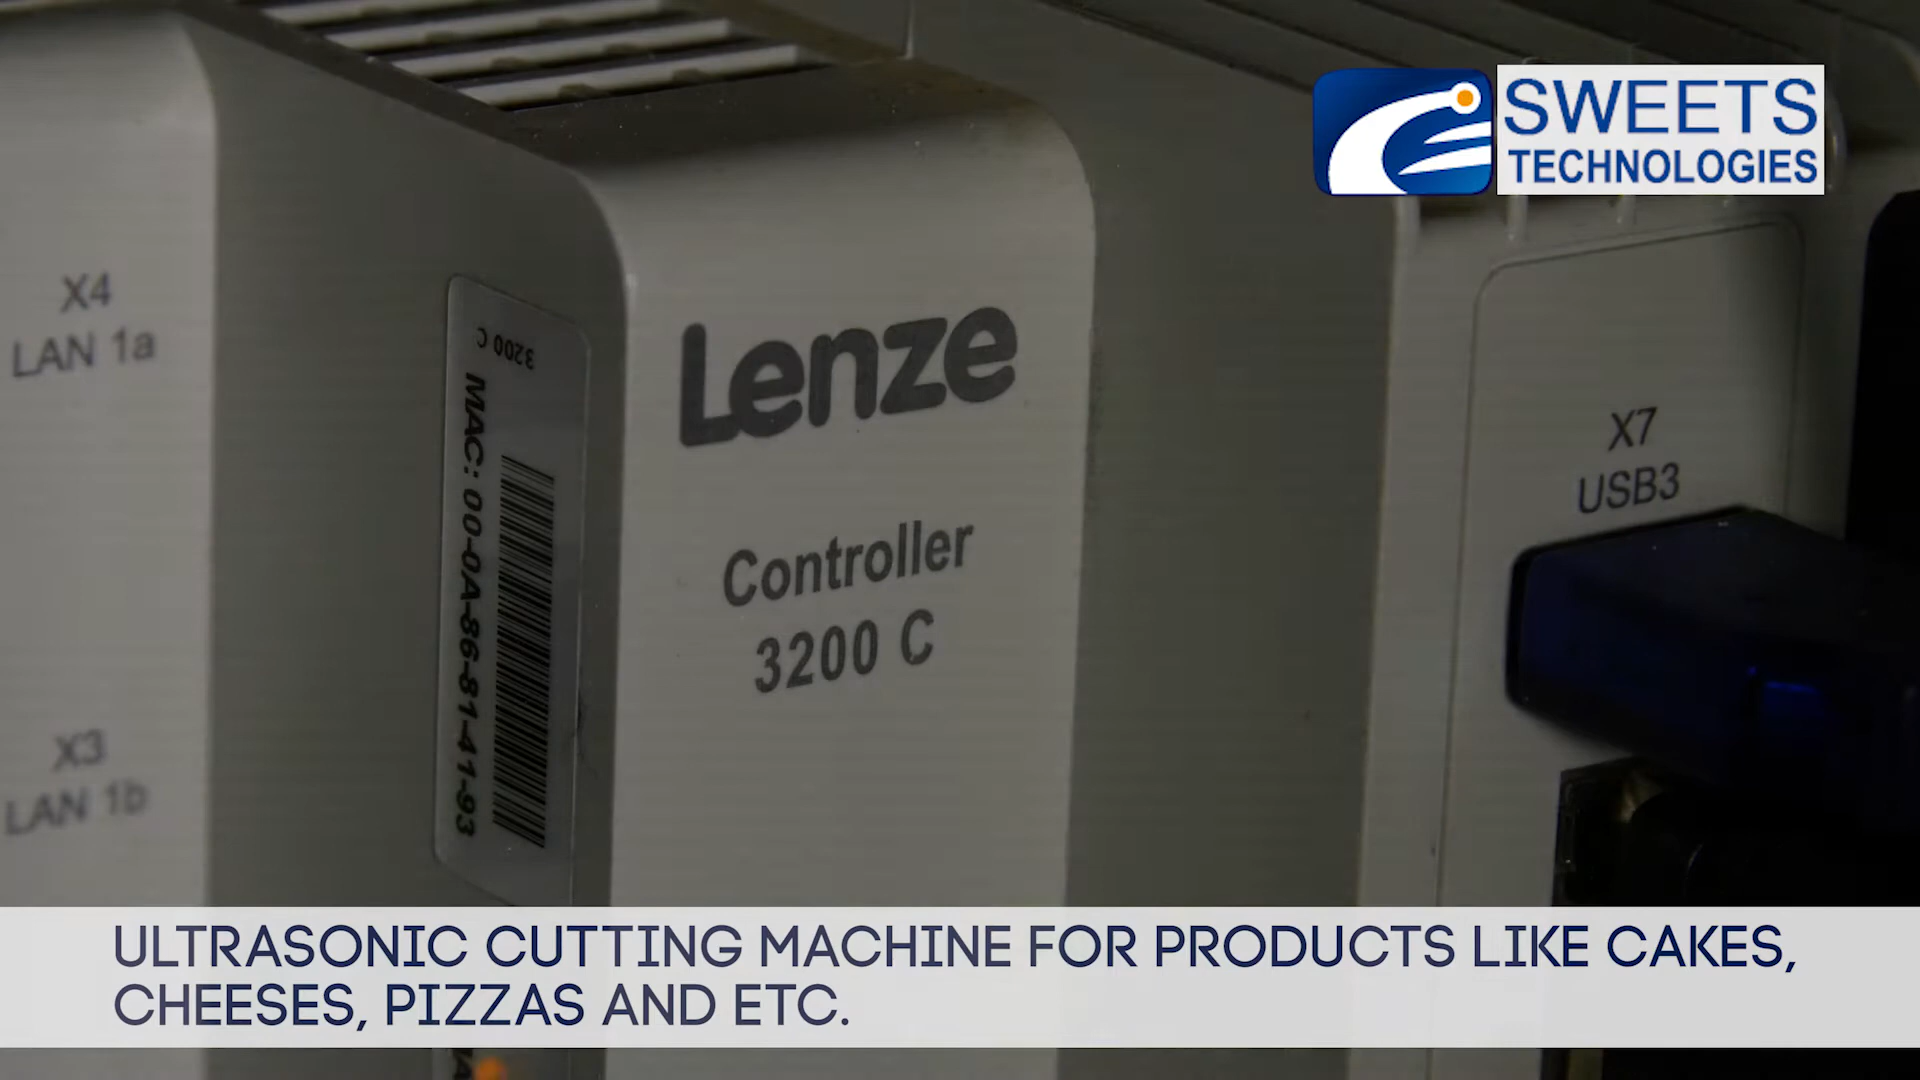 SWEETS
TECHNOLOGIES
X4
LAN 1a
3200 C
MAC: 00-0A-86-81-41-93
Lenze
Controller
3200 C
X7
USB3
X3
LAN 1b
ULTRASONIC CUTTING MACHINE FOR PRODUCTS LIKE CAKES,
CHEESES, PIZZAS AND ETC.